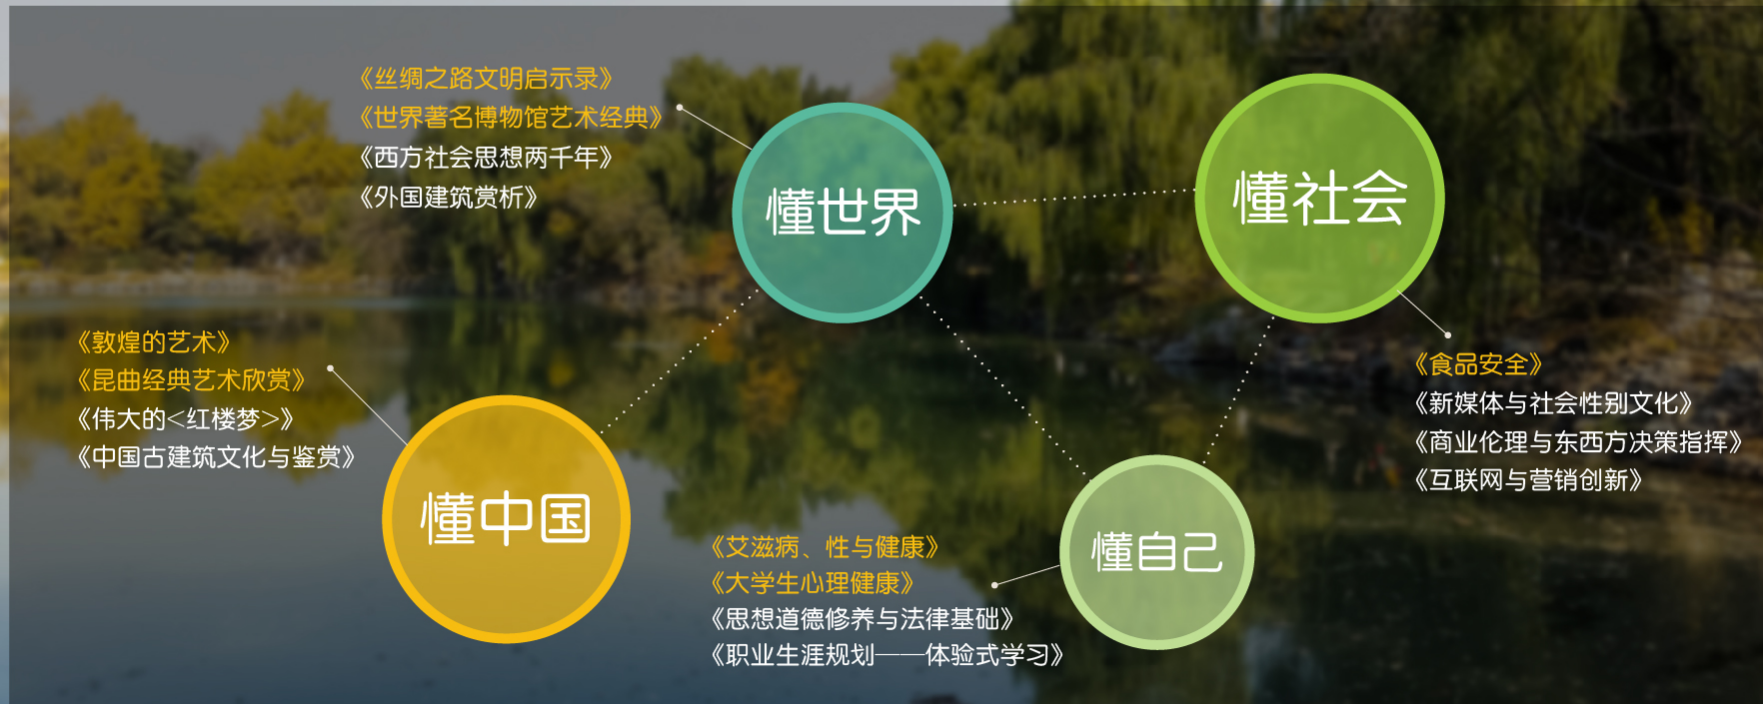 《丝绸之路文明启示录》
《世界著名博物馆艺术经典》
《西方社会思想两千年》
《外国建筑赏析》
懂世界
懂社会
《敦煌的艺术》
《昆曲经典艺术欣赏》
《伟大的<红楼梦>》
《中国古建筑文化与鉴赏》
懂中国
《食品安全》
《新媒体与社会性别文化》
《商业伦理与东西方决策指挥》
《互联网与营销创新》
《艾滋病、性与健康》
《大学生心理健康》
《思想道德修养与法律基础》
《职业生涯规划——体验式学习》
懂自己